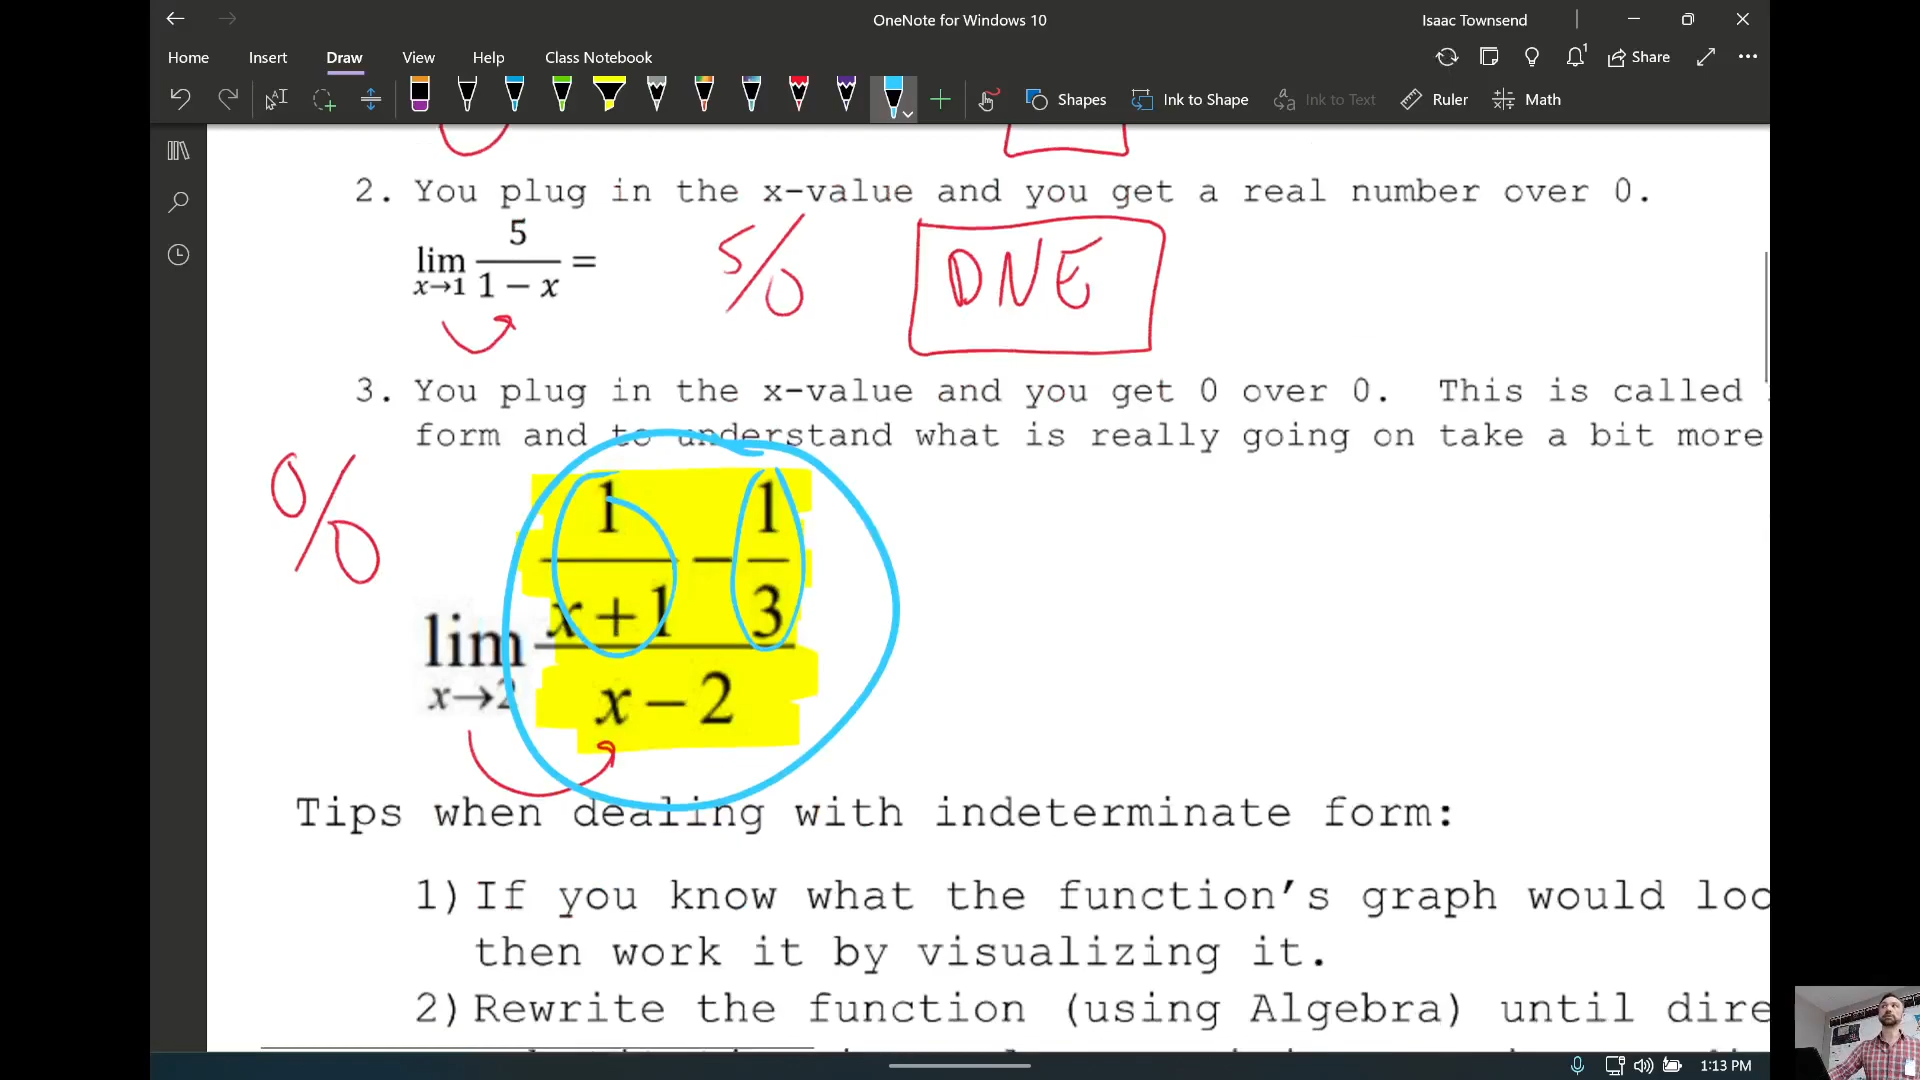 OneNote for Windows 10
Isaac Townsend
Home Insert Draw View Help Class Notebook
1 Share
Shapes Ink to Shape Ink to Text Ruler Math
2. You plug in the x-value and you get a real number over 0.
lim x→1 5/(1 − x) =
5/0
DNE
3. You plug in the x-value and you get 0 over 0. This is called
form and to understand what is really going on take a bit more
0/0
lim x→2 (1/(x+1) − 1/3)/(x − 2)
Tips when dealing with indeterminate form:
1) If you know what the function’s graph would loo
then work it by visualizing it.
2) Rewrite the function (using Algebra) until dire
1:13 PM